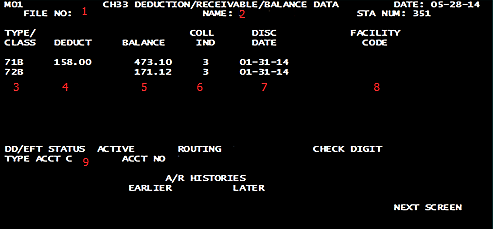 M01 CH33 DEDUCTION/RECEIVABLE/BALANCE DATA DATE: 05-28-14
FILE NO: 1 NAME: 2 STA NUM: 351
TYPE/ COLL DISC FACILITY
CLASS DEDUCT BALANCE IND DATE CODE
71B 158.00 473.10 3 01-31-14
72B 171.12 3 01-31-14
3 4 5 6 7 8
DD/EFT STATUS ACTIVE ROUTING CHECK DIGIT
TYPE ACCT C 9 ACCT NO
A/R HISTORIES
EARLIER LATER
NEXT SCREEN